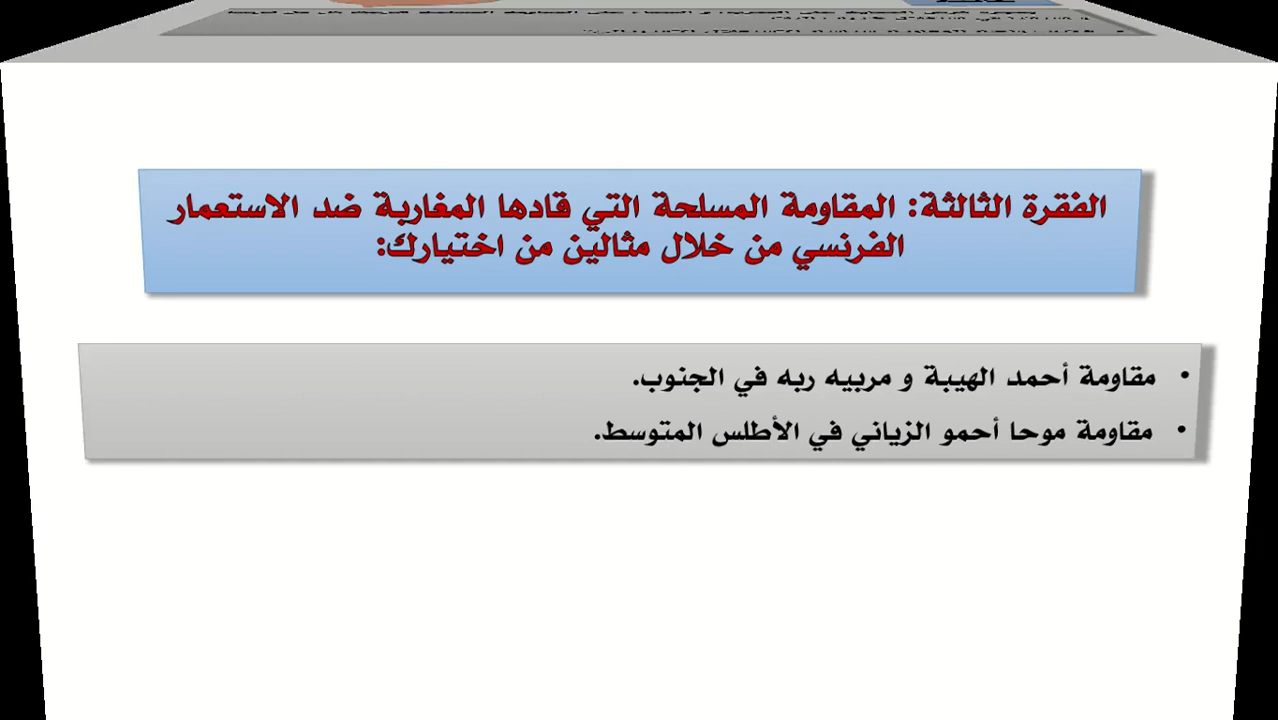 الفقرة الثالثة: المقاومة المسلحة التي قادها المغاربة ضد الاستعمار
الفرنسي من خلال مثالين من اختيارك:
• مقاومة أحمد الهيبة و مربيه ربه في الجنوب.
• مقاومة موحا أحمو الزياني في الأطلس المتوسط.